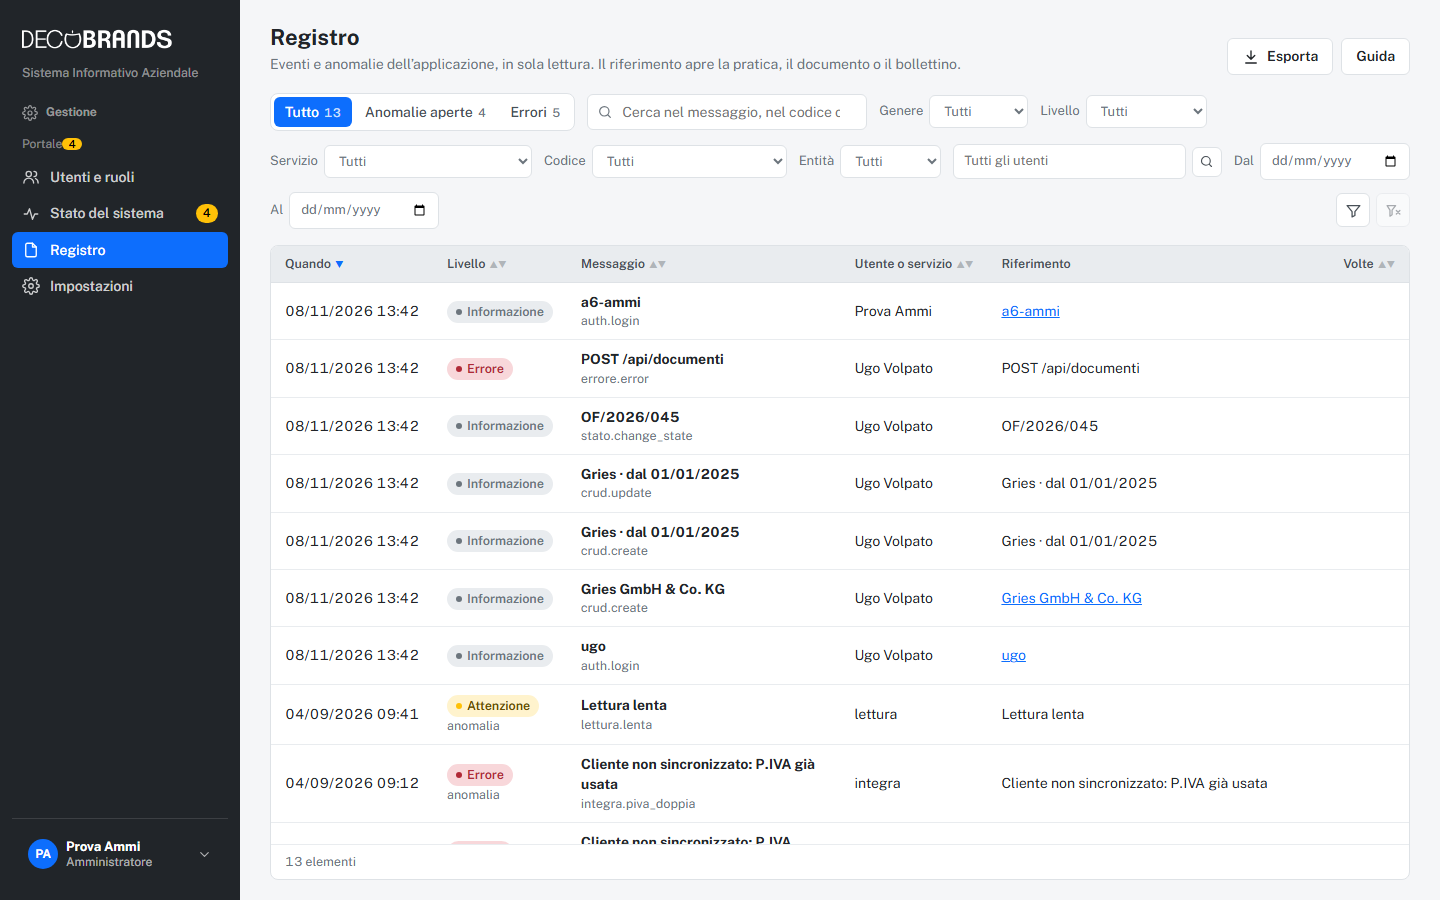 DECOBRANDS
Sistema Informativo Aziendale
Gestione
Portale 4
Utenti e ruoli
Stato del sistema 4
Registro
Impostazioni
PA Prova Ammi
Amministratore
Registro
Eventi e anomalie dell'applicazione, in sola lettura. Il riferimento apre la pratica, il documento o il bollettino.
Esporta Guida
Tutto 13 Anomalie aperte 4 Errori 5 Cerca nel messaggio, nel codice c Genere Tutti Livello Tutti
Servizio Tutti Codice Tutti Entità Tutti Tutti gli utenti Dal dd/mm/yyyy
Al dd/mm/yyyy
Quando Livello Messaggio Utente o servizio Riferimento Volte
08/11/2026 13:42 Informazione a6-ammi Prova Ammi a6-ammi
auth.login
08/11/2026 13:42 Errore POST /api/documenti Ugo Volpato POST /api/documenti
errore.error
08/11/2026 13:42 Informazione OF/2026/045 Ugo Volpato OF/2026/045
stato.change_state
08/11/2026 13:42 Informazione Gries · dal 01/01/2025 Ugo Volpato Gries · dal 01/01/2025
crud.update
08/11/2026 13:42 Informazione Gries · dal 01/01/2025 Ugo Volpato Gries · dal 01/01/2025
crud.create
08/11/2026 13:42 Informazione Gries GmbH & Co. KG Ugo Volpato Gries GmbH & Co. KG
crud.create
08/11/2026 13:42 Informazione ugo Ugo Volpato ugo
auth.login
04/09/2026 09:41 Attenzione Lettura lenta lettura Lettura lenta
anomalia lettura.lenta
04/09/2026 09:12 Errore Cliente non sincronizzato: P.IVA già usata integra Cliente non sincronizzato: P.IVA già usata
anomalia integra.piva_doppia
Cliente non sincronizzato: P.IVA
13 elementi